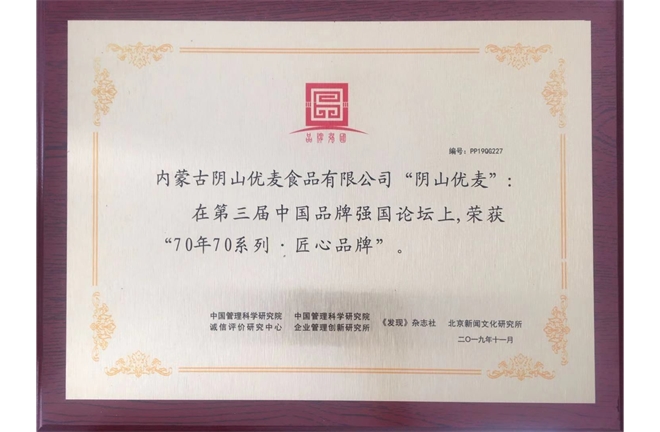 品牌强国
编号：PP19QG227
内蒙古阴山优麦食品有限公司“阴山优麦”：
在第三届中国品牌强国论坛上,荣获
“70年70系列·匠心品牌”。
中国管理科学研究院 中国管理科学研究院 《发现》杂志社 北京新闻文化研究所
诚信评价研究中心 企业管理创新研究所
二〇一九年十一月